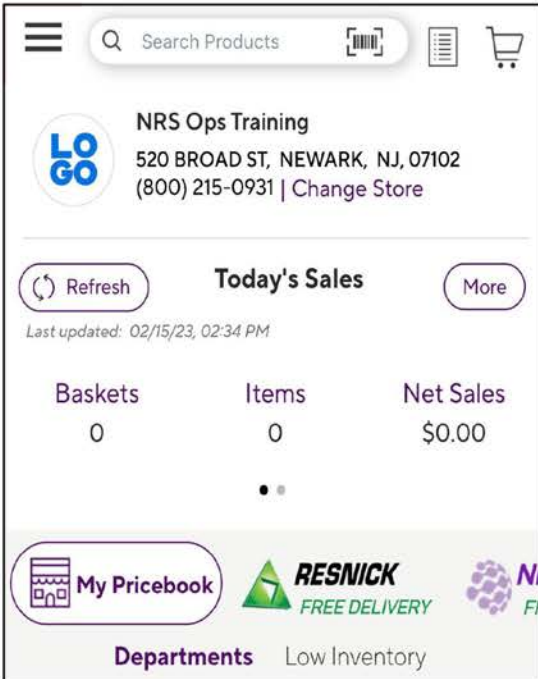 Search Products
LO
GO
NRS Ops Training
520 BROAD ST, NEWARK, NJ, 07102
(800) 215-0931 | Change Store
Refresh
Today's Sales
More
Last updated: 02/15/23, 02:34 PM
Baskets
Items
Net Sales
0
0
$0.00
My Pricebook
RESNICK
FREE DELIVERY
Departments
Low Inventory